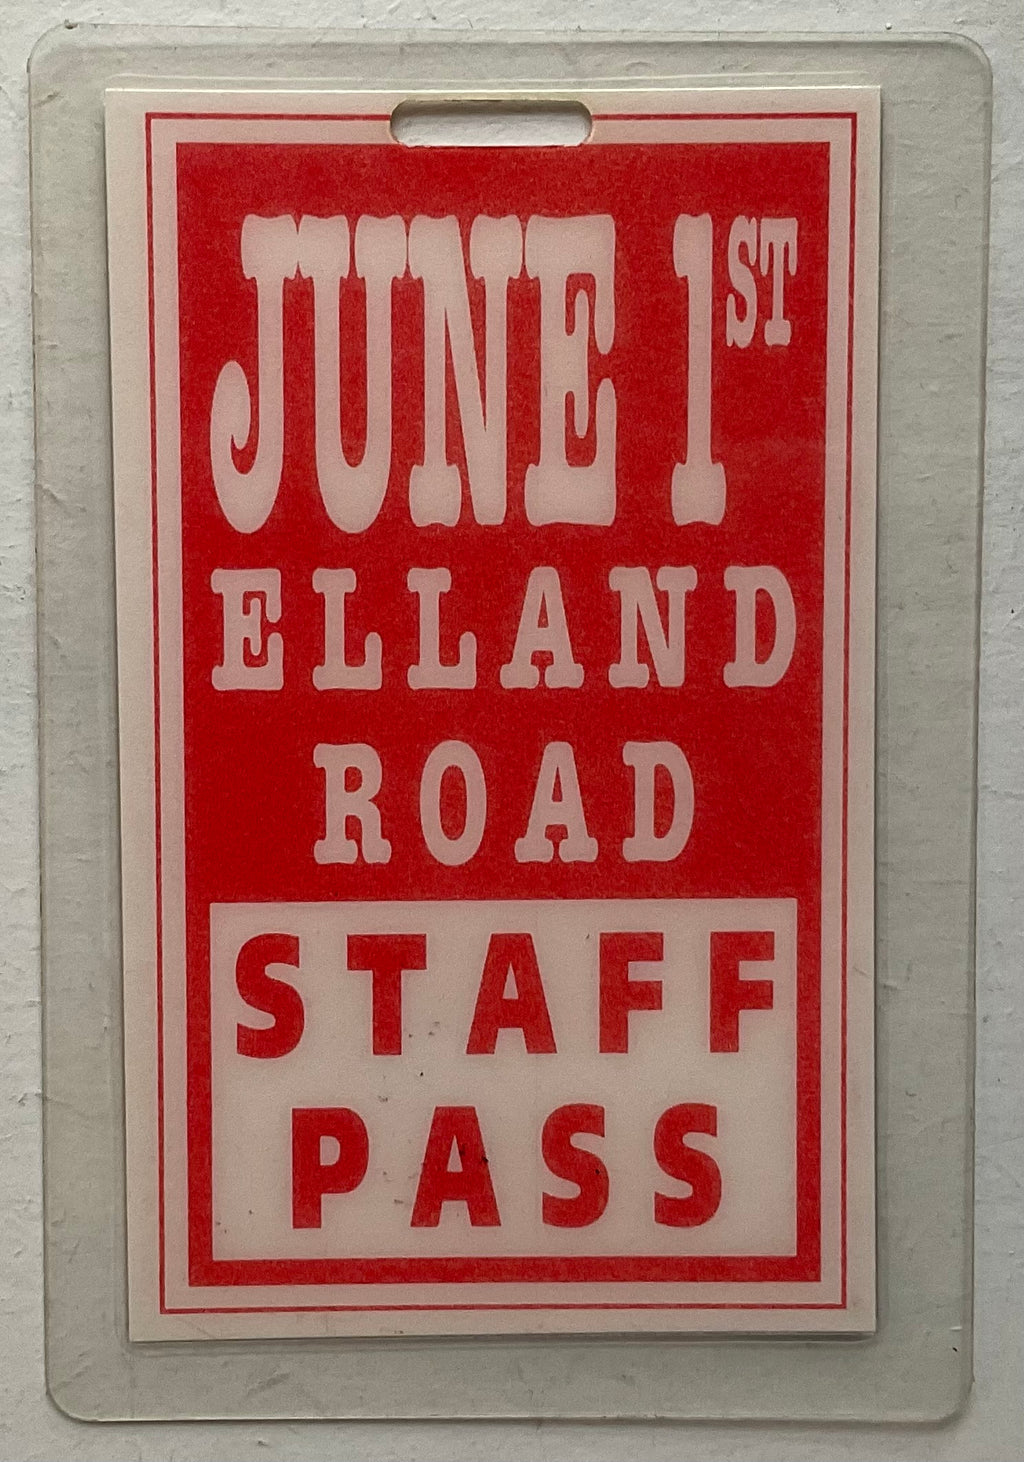 JUNE 1ST
ELLAND
ROAD
STAFF
PASS